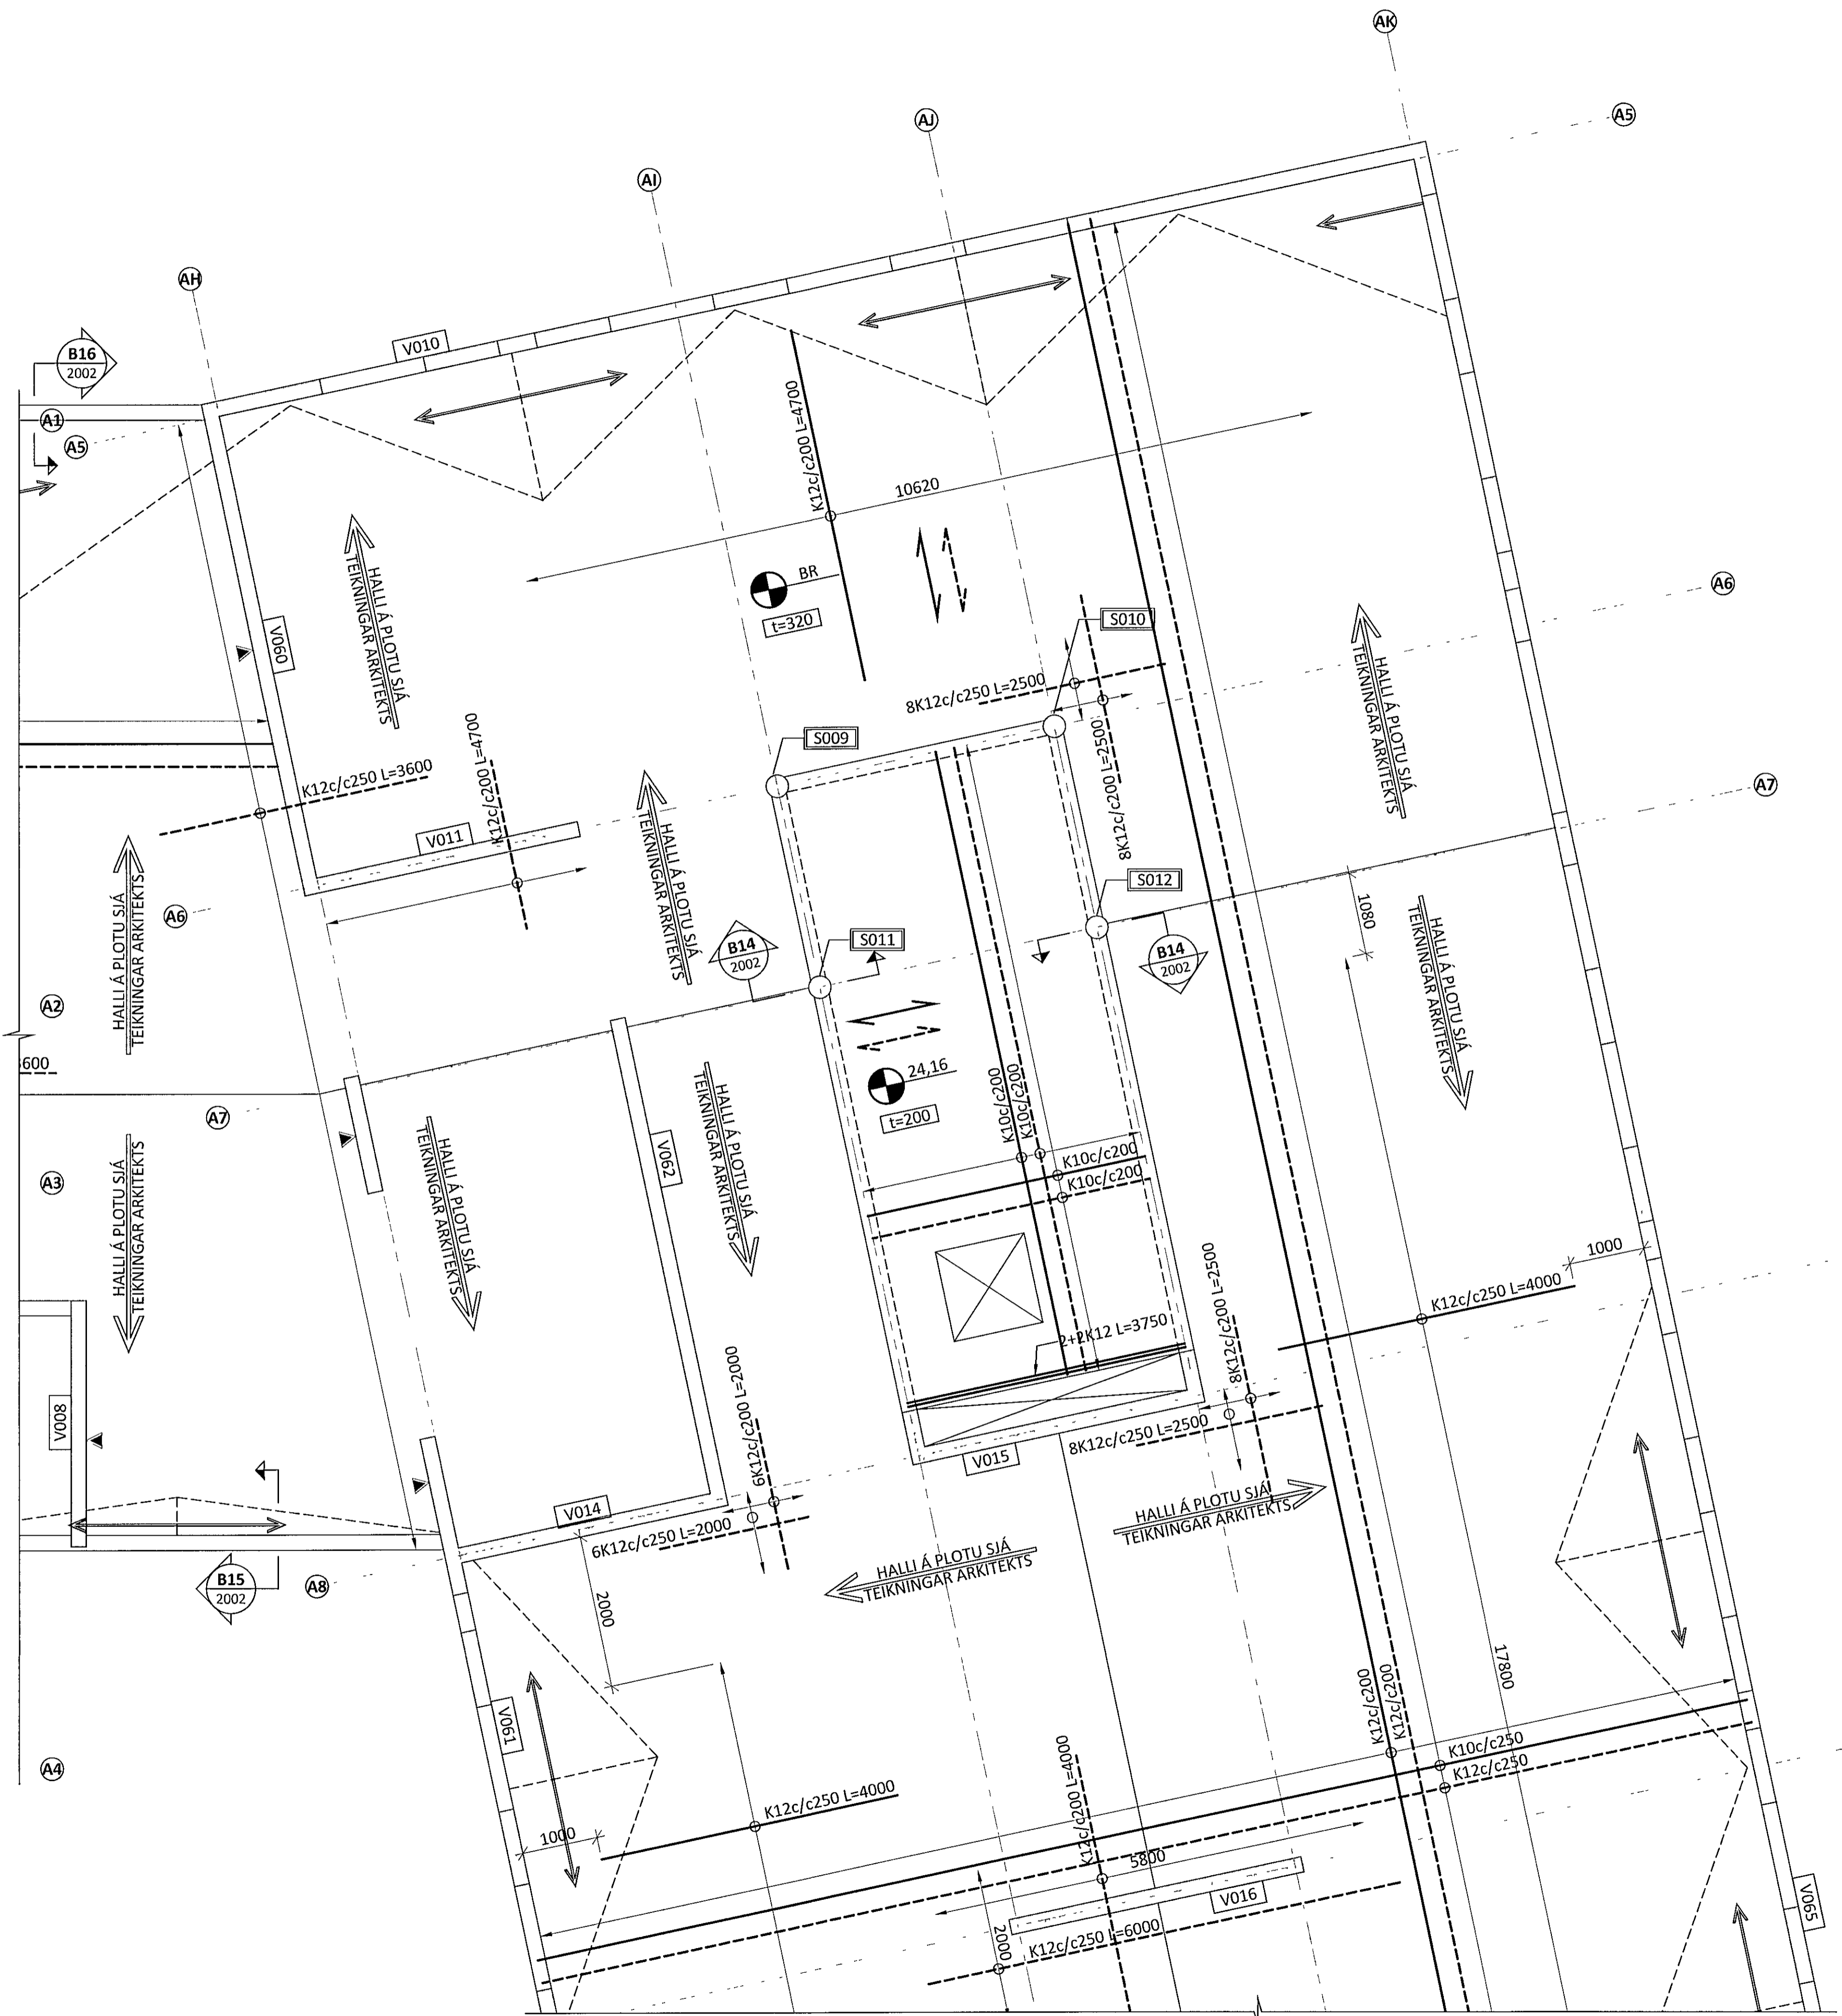 AK
A5
AJ
AI
AH
V010
B16
2002
A1
A5
K12c/c200 L=4700
10620
BR
t=320
S010
A6
V060
HALLI Á PLOTU SJÁ
TEIKNINGAR ARKITEKTS
HALLI Á PLOTU SJÁ
TEIKNINGAR ARKITEKTS
8K12c/c250 L=2500
S009
8K12c/c200 L=2500
A7
K12c/c250 L=3600
K12c/c200 L=4700
V011
HALLI Á PLOTU SJÁ
TEIKNINGAR ARKITEKTS
HALLI Á PLOTU SJÁ
TEIKNINGAR ARKITEKTS
A6
S012
S011
B14
2002
B14
2002
1080
HALLI Á PLOTU SJÁ
TEIKNINGAR ARKITEKTS
A2
600
24,16
t=200
A7
K10c/c200
K10c/c200
K10c/c200
K10c/c200
V062
HALLI Á PLOTU SJÁ
TEIKNINGAR ARKITEKTS
HALLI Á PLOTU SJÁ
TEIKNINGAR ARKITEKTS
A3
HALLI Á PLOTU SJÁ
TEIKNINGAR ARKITEKTS
1000
K12c/c250 L=4000
2+2K12 L=3750
8K12c/c200 L=2500
8K12c/c250 L=2500
V008
6K12c/c200 L=2000
V015
V014
6K12c/c250 L=2000
HALLI Á PLOTU SJÁ
TEIKNINGAR ARKITEKTS
HALLI Á PLOTU SJÁ
TEIKNINGAR ARKITEKTS
B15
2002
A8
2000
17800
V061
K12c/c200
K12c/c200
K10c/c250
K12c/c250
A4
K12c/c250 L=4000
1000
K12c/c200 L=4000
5800
V016
V065
2000
K12c/c250 L=6000